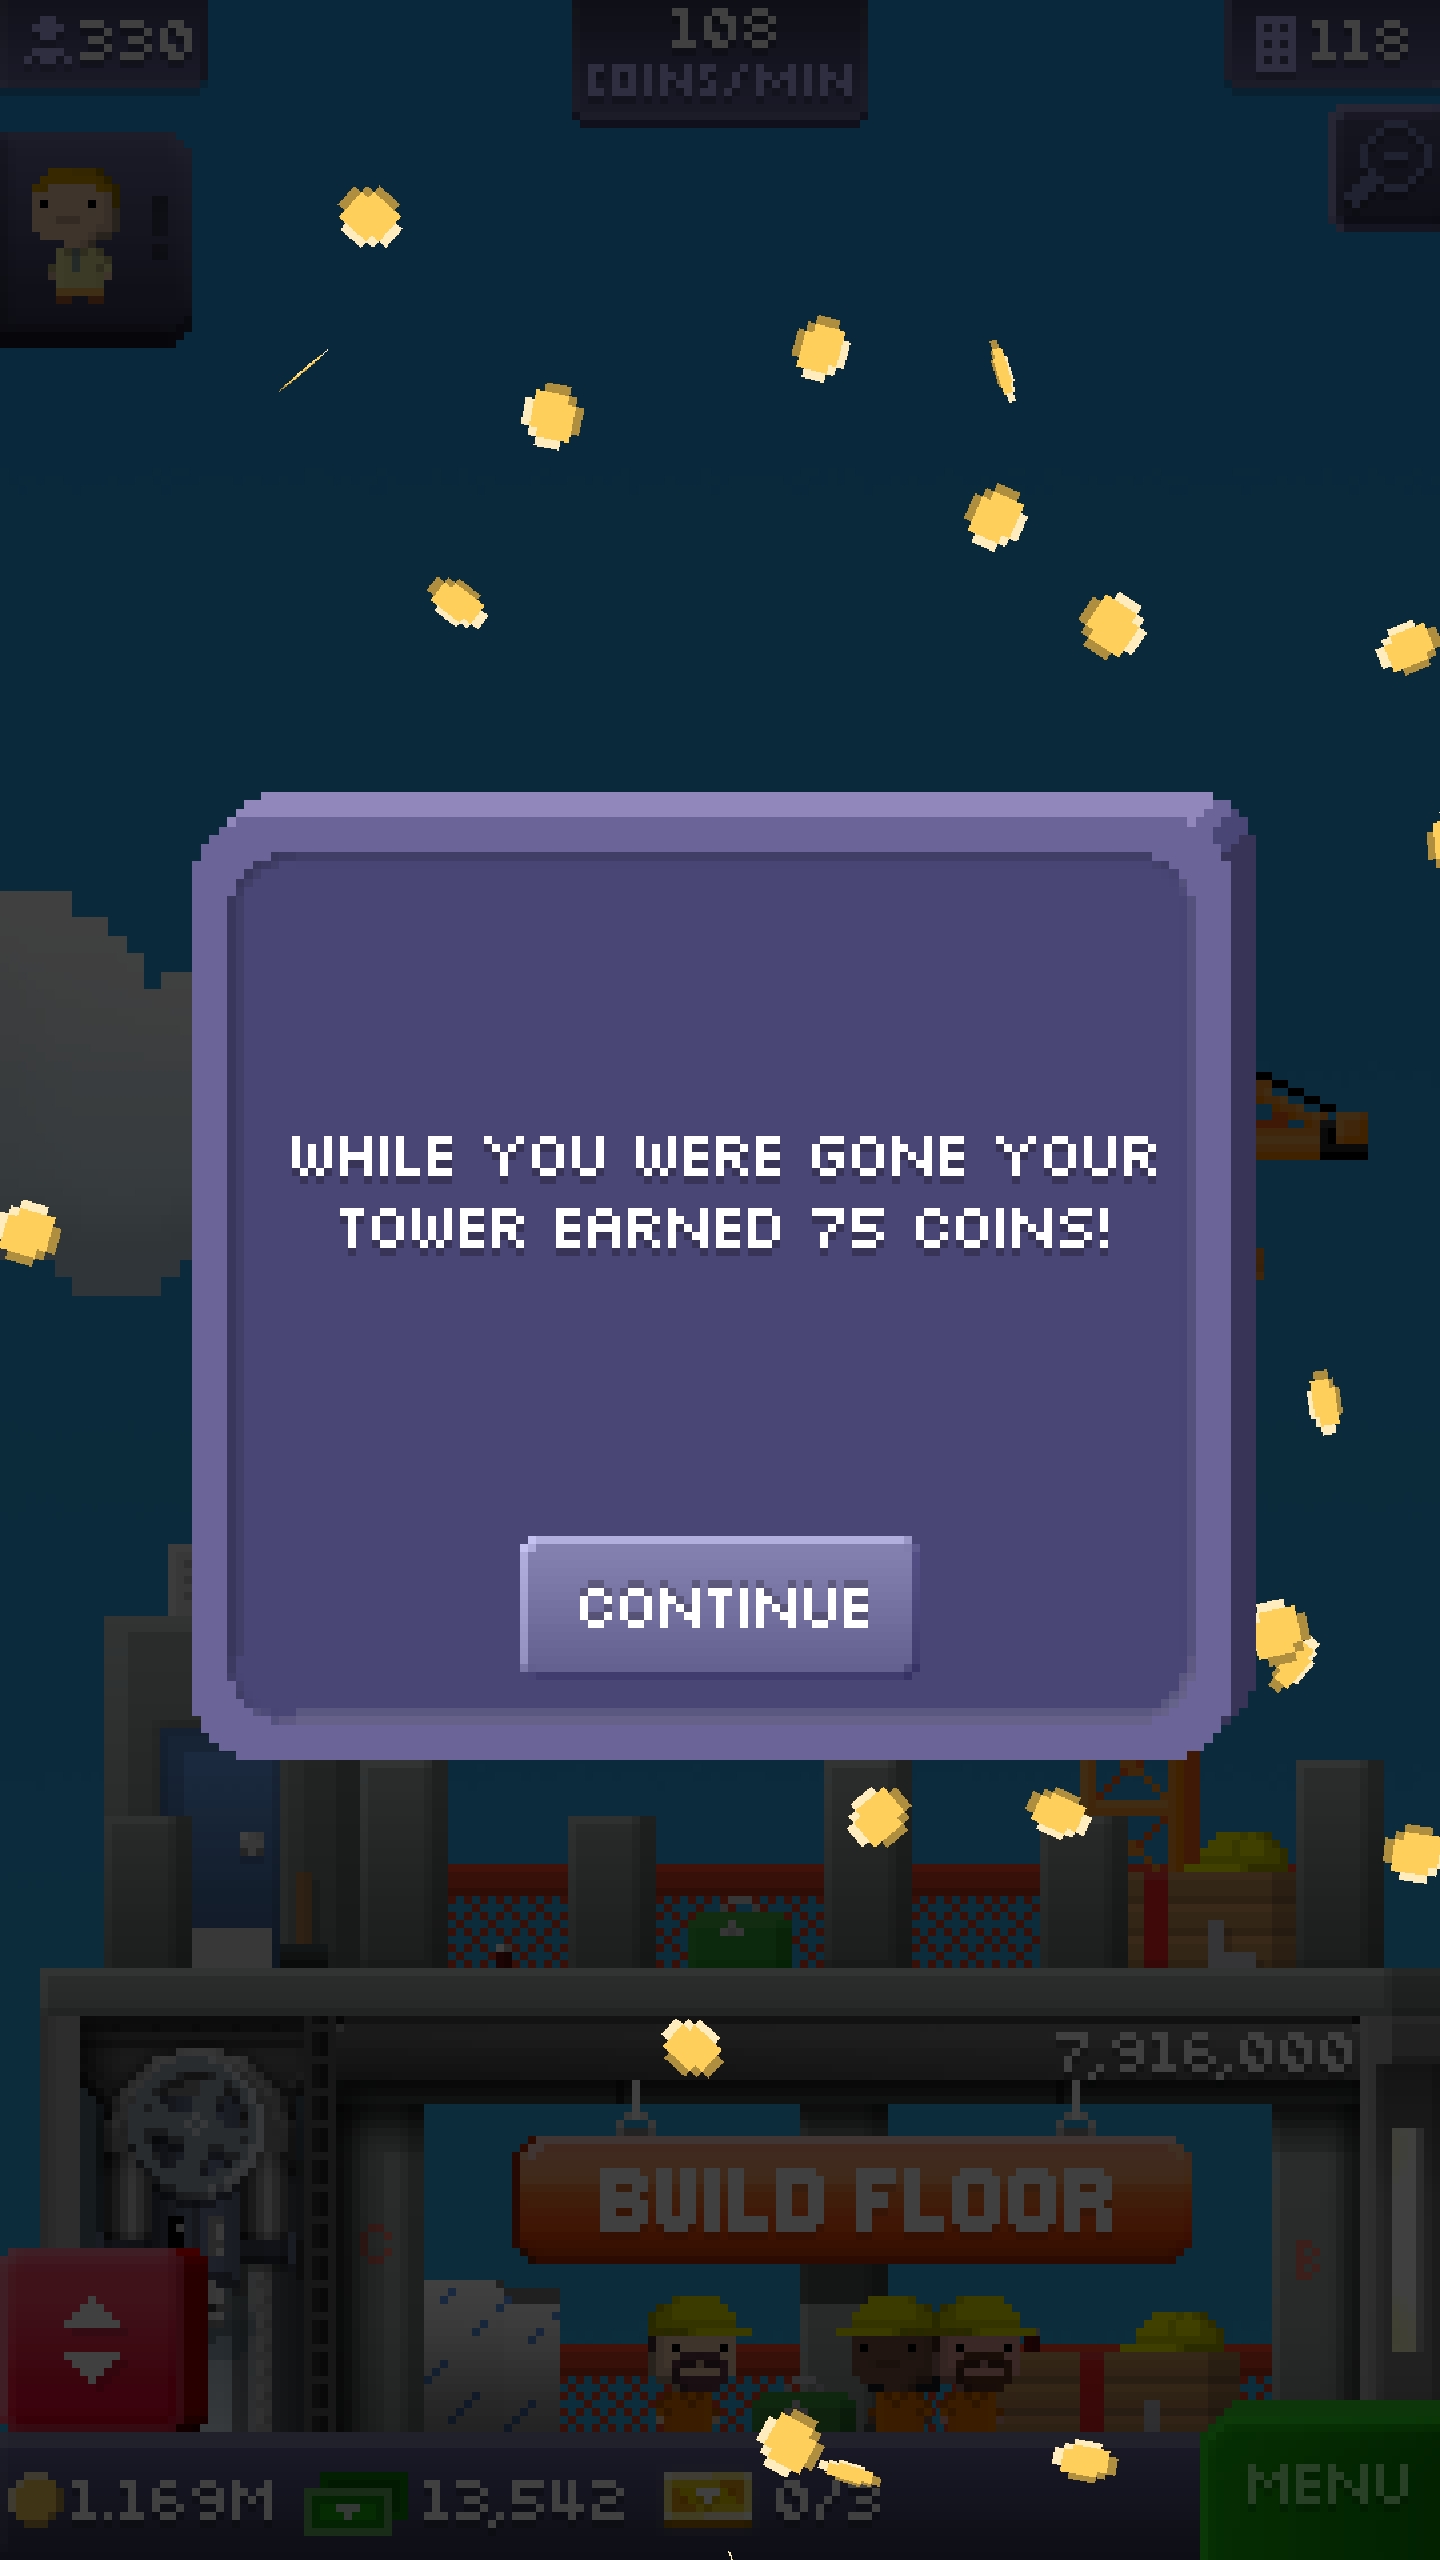 330
108
COINS/MIN
118
WHILE YOU WERE GONE YOUR
TOWER EARNED 75 COINS!
CONTINUE
7,916,000
BUILD FLOOR
C
B
1.169M
13,542
0/3
MENU